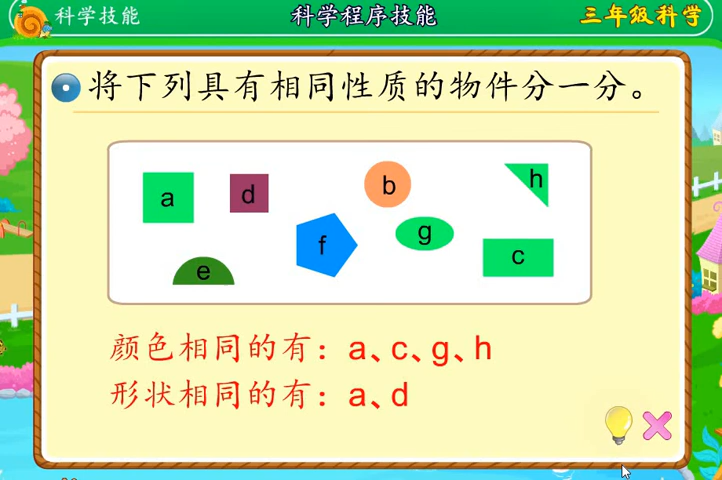 科学技能 科学程序技能 三年级科学
将下列具有相同性质的物件分一分。
a d b h
f g c
e
颜色相同的有：a、c、g、h
形状相同的有：a、d